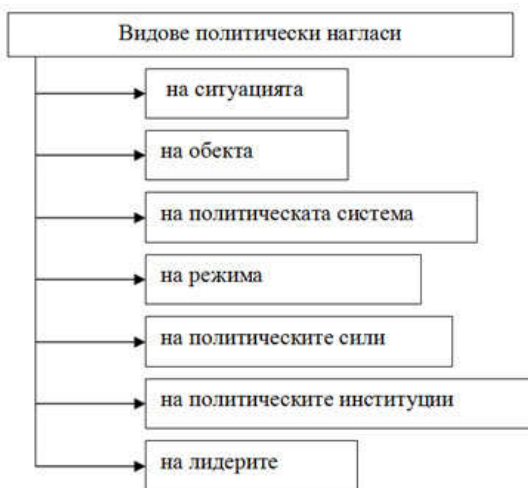 Видове политически нагласи
на ситуацията
на обекта
на политическата система
на режима
на политическите сили
на политическите институции
на лидерите